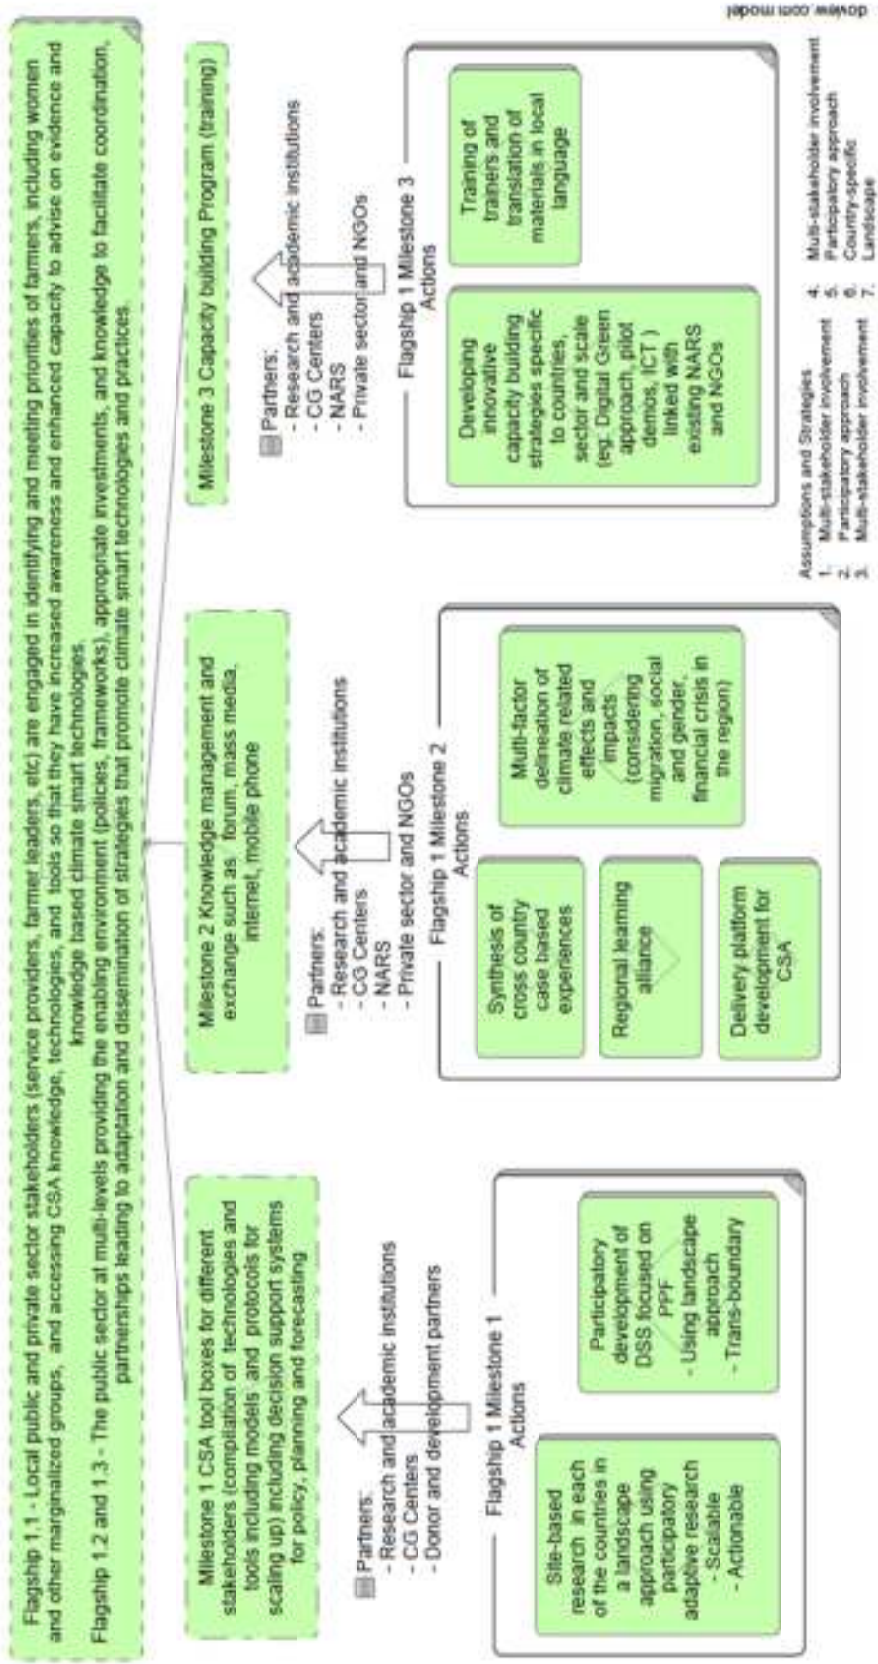 Flagship 1.1 - Local public and private sector stakeholders (service providers, farmer leaders, etc) are engaged in identifying and meeting priorities of farmers, including women
and other marginalized groups, and accessing CSA knowledge, technologies, and tools so that they have increased awareness and enhanced capacity to advise on evidence and
knowledge based climate smart technologies.
Flagship 1.2 and 1.3 - The public sector at multi-levels providing the enabling environment (policies, frameworks), appropriate investments, and knowledge to facilitate coordination,
partnerships leading to adaptation and dissemination of strategies that promote climate smart technologies and practices.
Milestone 1 CSA tool boxes for different
stakeholders (compilation of technologies and
tools including models and protocols for
scaling up) including decision support systems
for policy, planning and forecasting
Partners:
- Research and academic institutions
- CG Centers
- Donor and development partners
Flagship 1 Milestone 1
Actions
Site-based
research in each
of the countries in
a landscape
approach using
participatory
adaptive research
- Scalable
- Actionable
Participatory
development of
DSS focused on
PPF
- Using landscape
approach
- Trans-boundary
Milestone 2 Knowledge management and
exchange such as forum, mass media,
internet, mobile phone
Partners:
- Research and academic institutions
- CG Centers
- NARS
- Private sector and NGOs
Flagship 1 Milestone 2
Actions
Synthesis of
cross country
case based
experiences
Regional learning
alliance
Delivery platform
development for
CSA
Multi-factor
delineation of
climate related
effects and
impacts
(considering
migration, social
and gender,
financial crisis in
the region)
Milestone 3 Capacity building Program (training)
Partners:
- Research and academic institutions
- CG Centers
- NARS
- Private sector and NGOs
Flagship 1 Milestone 3
Actions
Developing
innovative
capacity building
strategies specific
to countries,
sector and scale
(eg: Digital Green
approach, pilot
demos, ICT )
linked with
existing NARS
and NGOs
Training of
trainers and
translation of
materials in local
language
Assumptions and Strategies
1. Multi-stakeholder involvement
2. Participatory approach
3. Multi-stakeholder involvement
4. Multi-stakeholder involvement
5. Participatory approach
6. Country-specific
7. Landscape
doview.com model